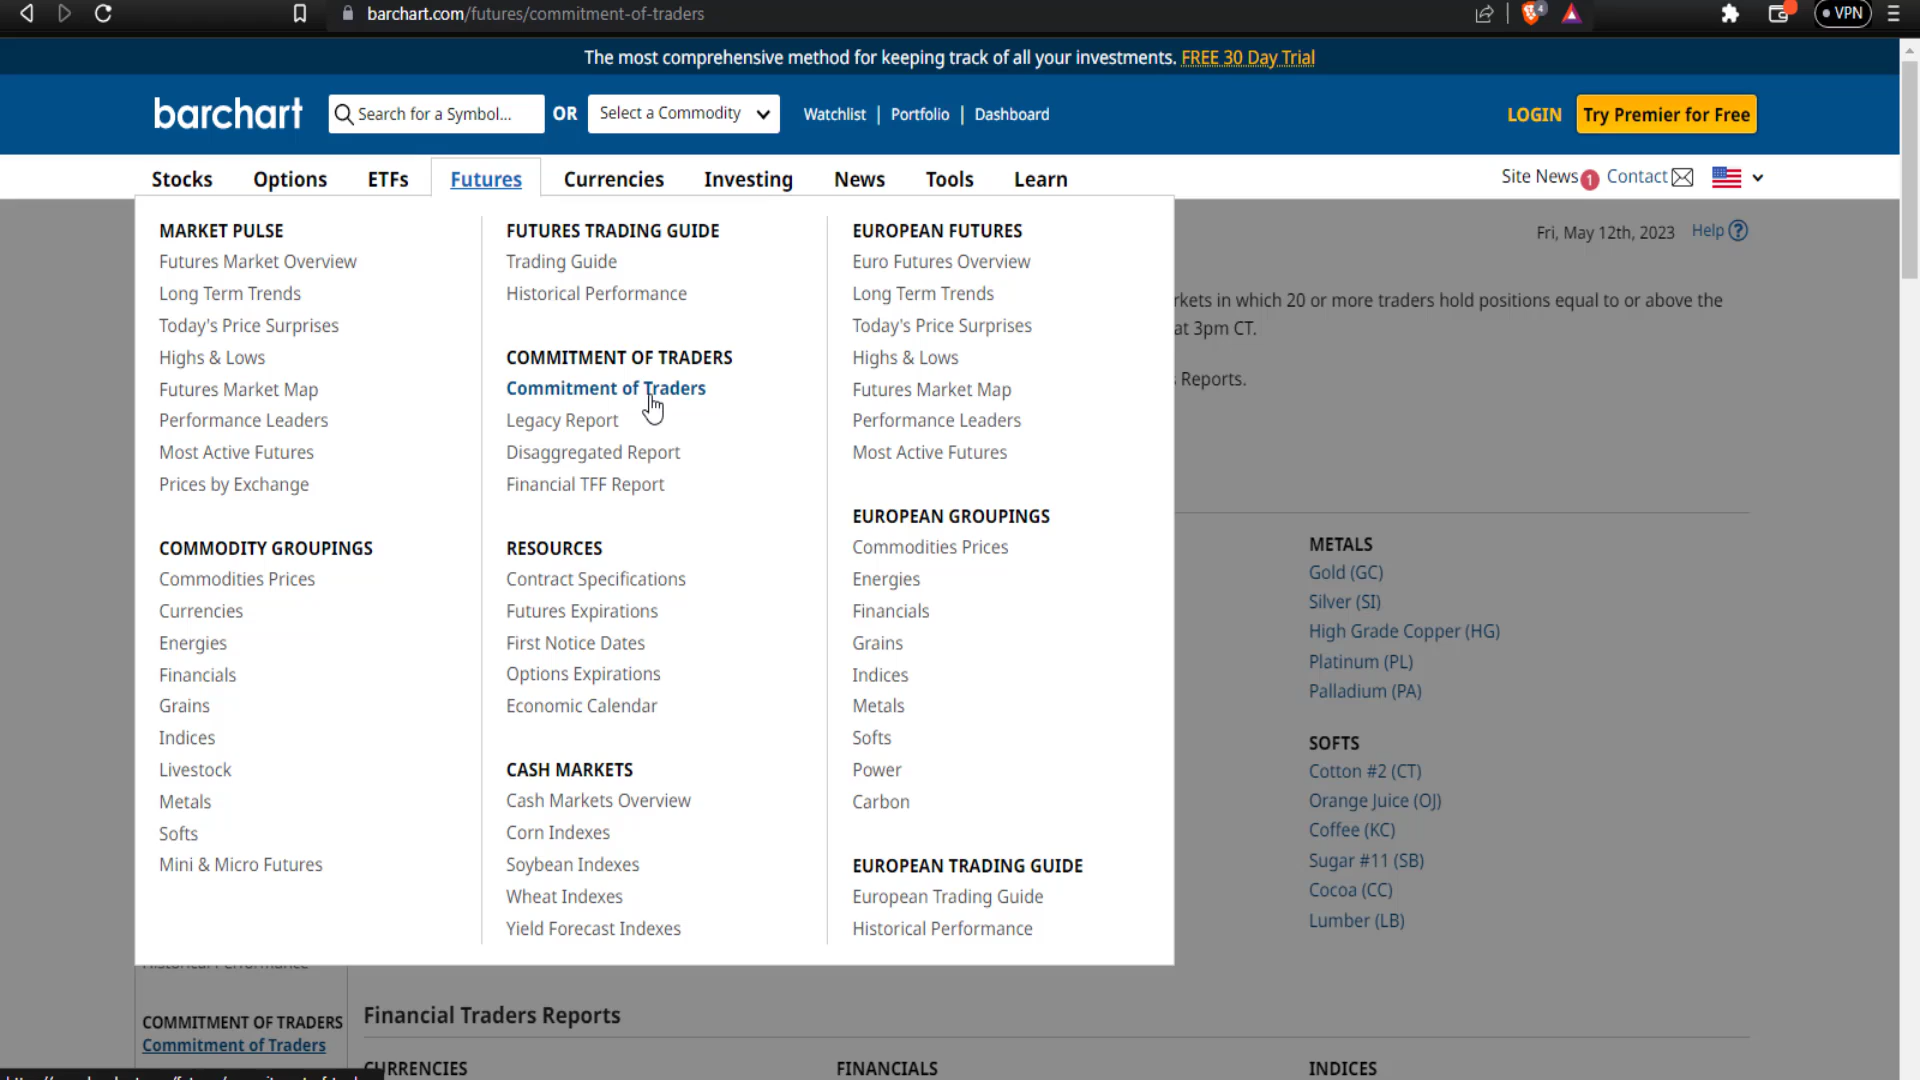 barchart.com/futures/commitment-of-traders
4
VPN
The most comprehensive method for keeping track of all your investments. FREE 30 Day Trial
barchart
Search for a Symbol...
OR
Select a Commodity
Watchlist | Portfolio | Dashboard
LOGIN
Try Premier for Free
Stocks
Options
ETFs
Futures
Currencies
Investing
News
Tools
Learn
Site News 1
Contact
Fri, May 12th, 2023
Help ?
rkets in which 20 or more traders hold positions equal to or above the
at 3pm CT.
Reports.
MARKET PULSE
Futures Market Overview
Long Term Trends
Today's Price Surprises
Highs & Lows
Futures Market Map
Performance Leaders
Most Active Futures
Prices by Exchange
COMMODITY GROUPINGS
Commodities Prices
Currencies
Energies
Financials
Grains
Indices
Livestock
Metals
Softs
Mini & Micro Futures
FUTURES TRADING GUIDE
Trading Guide
Historical Performance
COMMITMENT OF TRADERS
Commitment of Traders
Legacy Report
Disaggregated Report
Financial TFF Report
RESOURCES
Contract Specifications
Futures Expirations
First Notice Dates
Options Expirations
Economic Calendar
CASH MARKETS
Cash Markets Overview
Corn Indexes
Soybean Indexes
Wheat Indexes
Yield Forecast Indexes
EUROPEAN FUTURES
Euro Futures Overview
Long Term Trends
Today's Price Surprises
Highs & Lows
Futures Market Map
Performance Leaders
Most Active Futures
EUROPEAN GROUPINGS
Commodities Prices
Energies
Financials
Grains
Indices
Metals
Softs
Power
Carbon
EUROPEAN TRADING GUIDE
European Trading Guide
Historical Performance
METALS
Gold (GC)
Silver (SI)
High Grade Copper (HG)
Platinum (PL)
Palladium (PA)
SOFTS
Cotton #2 (CT)
Orange Juice (OJ)
Coffee (KC)
Sugar #11 (SB)
Cocoa (CC)
Lumber (LB)
Historical Performance
COMMITMENT OF TRADERS
Commitment of Traders
Financial Traders Reports
CURRENCIES
FINANCIALS
INDICES